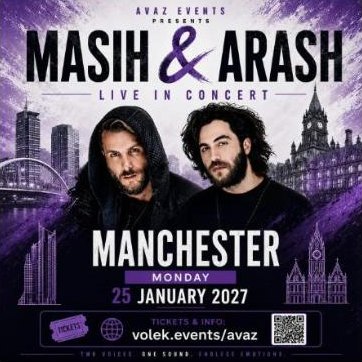 AVAZ EVENTS
PRESENTS
MASIH & ARASH
LIVE IN CONCERT
MANCHESTER
MONDAY
25 JANUARY 2027
TICKETS
TICKETS & INFO:
volek.events/avaz
TWO VOICES. ONE SOUND. ENDLESS EMOTIONS.